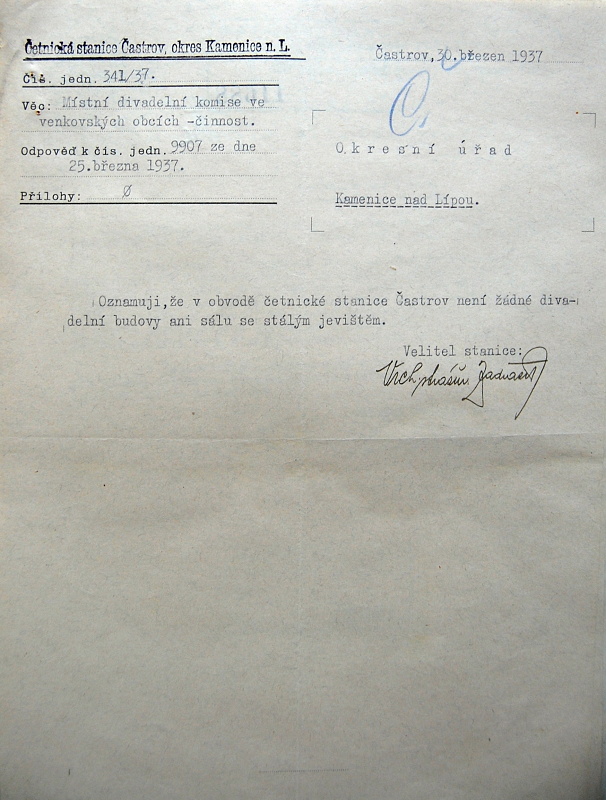 Četnická stanice Častrov, okres Kamenice n. L.
Čís. jedn. 341/37.
Věc: Místní divadelní komise ve
venkovských obcích -činnost.
Odpověď k čís. jedn. 9907 ze dne
25.března 1937.
Přílohy: ø
Častrov, 30.březen 1937
Okresní úřad
Kamenice nad Lípou.
Oznamuji,že v obvodě četnické stanice Častrov není žádné diva-
delní budovy ani sálu se stálým jevištěm.
Velitel stanice:
Vrch. strážm.